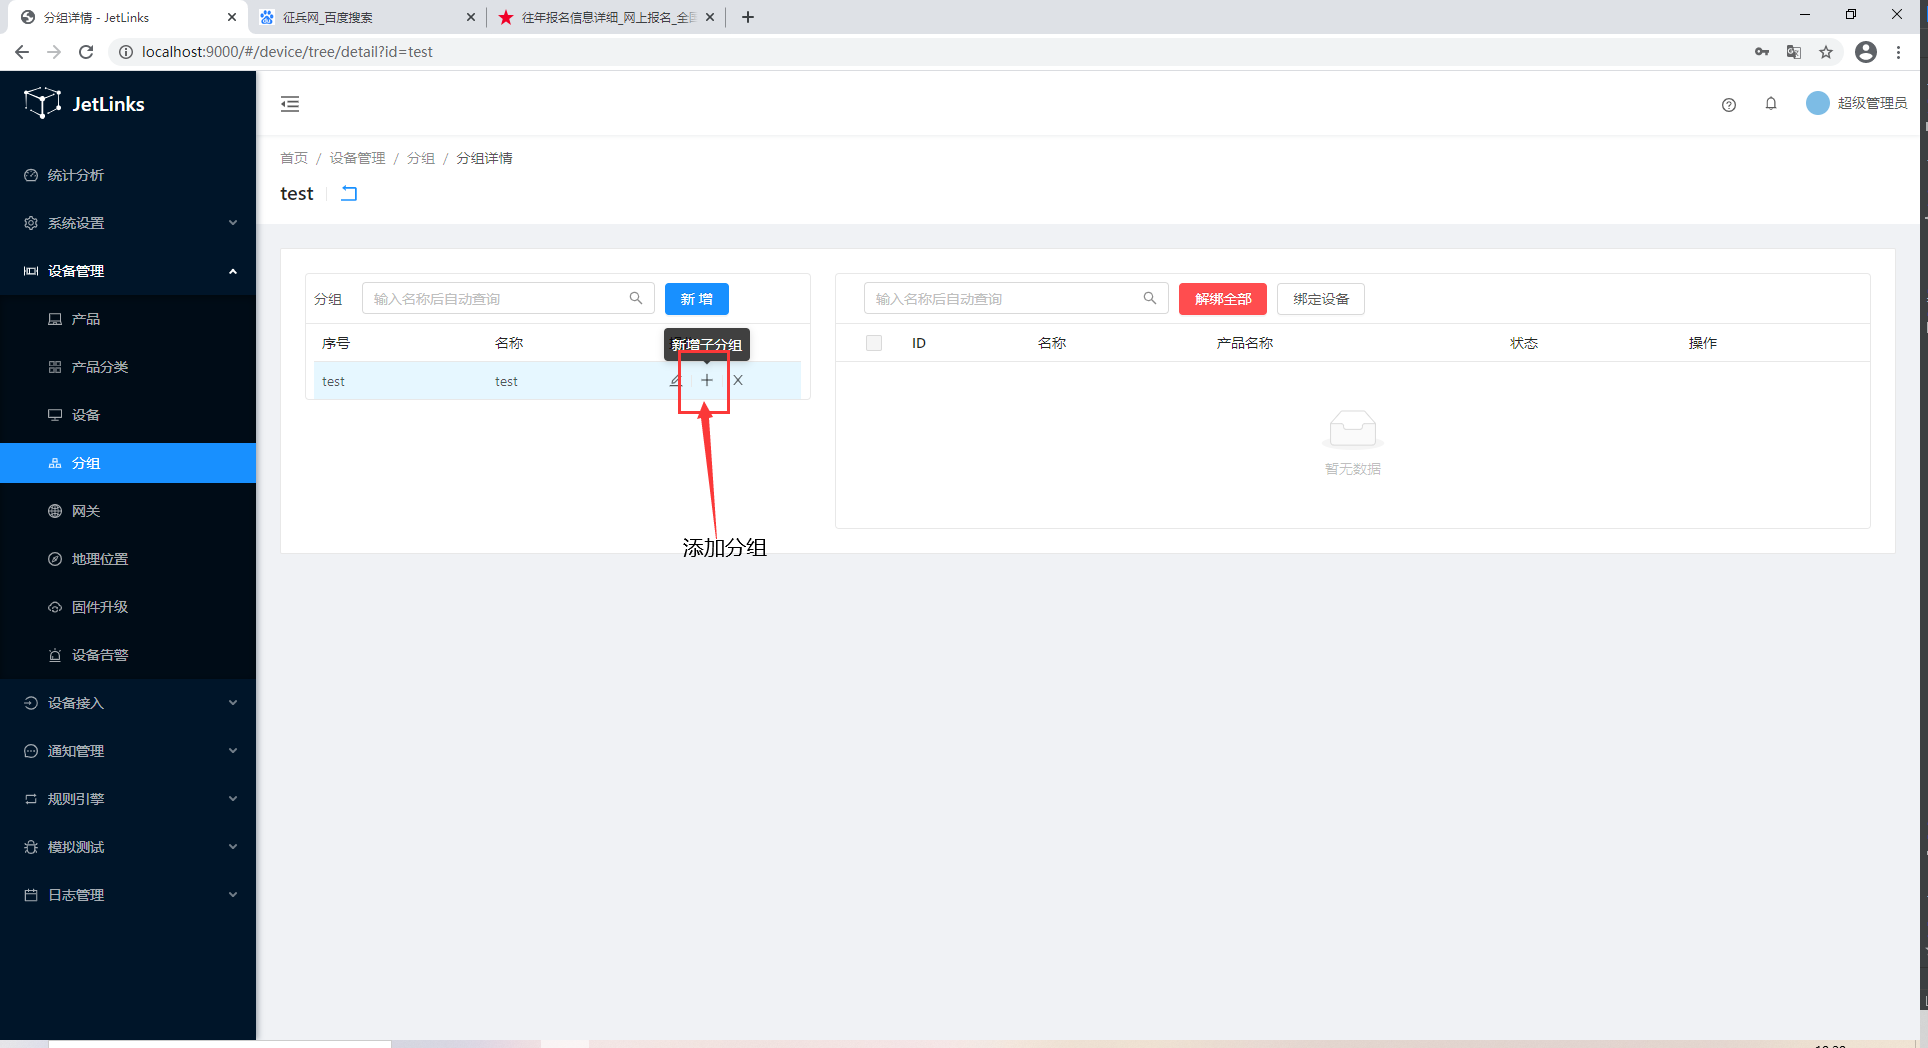 分组详情 - JetLinks
征兵网_百度搜索
往年报名信息详细_网上报名_全
localhost:9000/#/device/tree/detail?id=test
JetLinks
超级管理员
统计分析
系统设置
设备管理
产品
产品分类
设备
分组
网关
地理位置
固件升级
设备告警
设备接入
通知管理
规则引擎
模拟测试
日志管理
首页 / 设备管理 / 分组 / 分组详情
test
分组 输入名称后自动查询 新 增
序号 名称
新增子分组
test test
添加分组
输入名称后自动查询 解绑全部 绑定设备
ID 名称 产品名称 状态 操作
暂无数据